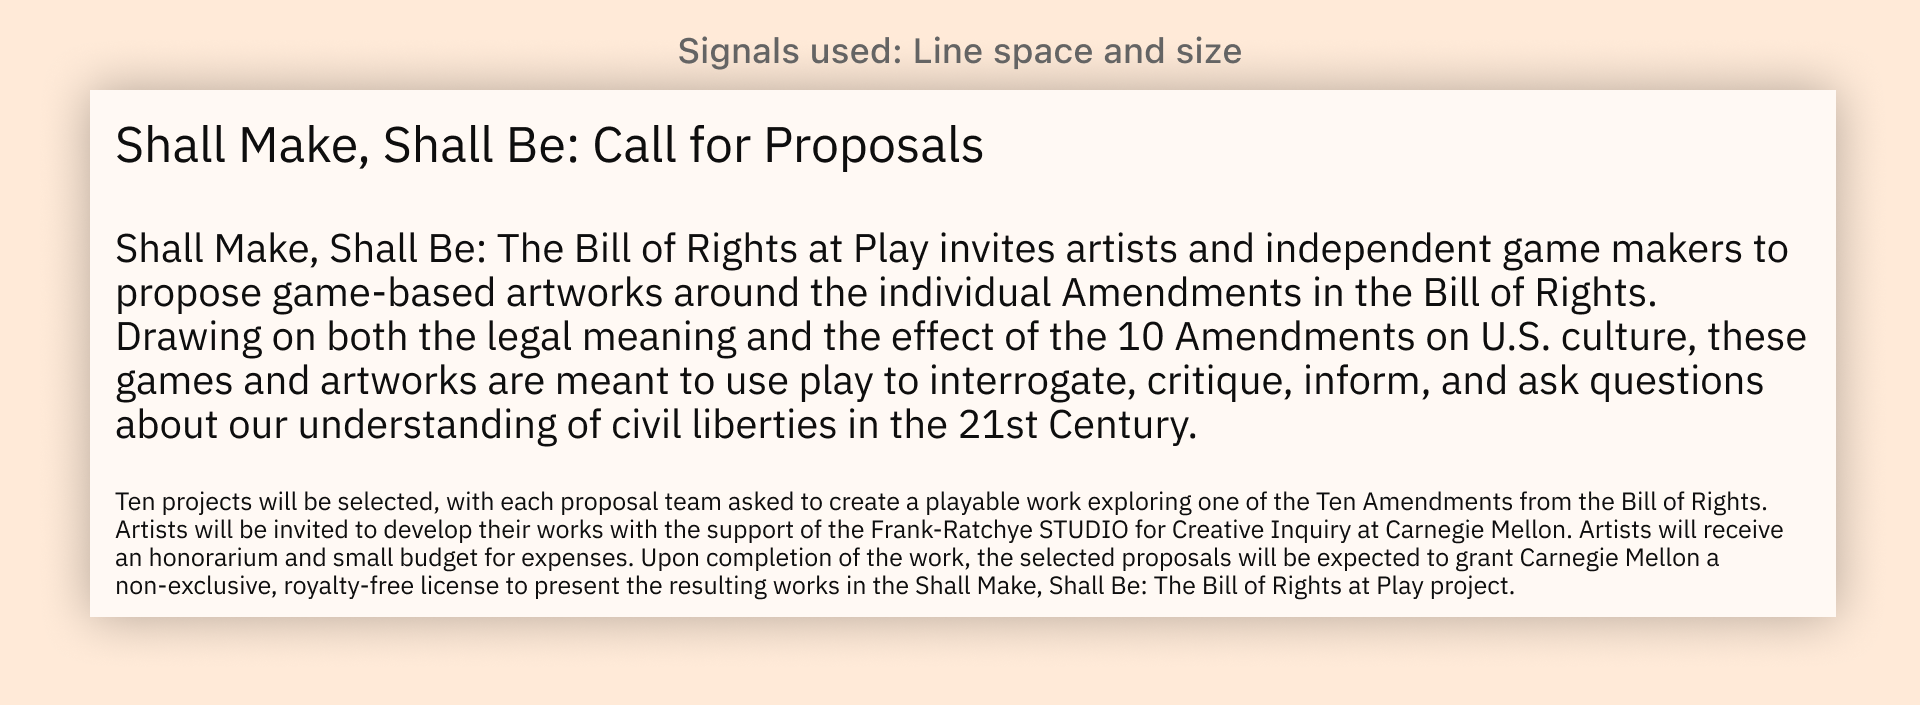 Signals used: Line space and size
Shall Make, Shall Be: Call for Proposals
Shall Make, Shall Be: The Bill of Rights at Play invites artists and independent game makers to
propose game-based artworks around the individual Amendments in the Bill of Rights.
Drawing on both the legal meaning and the effect of the 10 Amendments on U.S. culture, these
games and artworks are meant to use play to interrogate, critique, inform, and ask questions
about our understanding of civil liberties in the 21st Century.
Ten projects will be selected, with each proposal team asked to create a playable work exploring one of the Ten Amendments from the Bill of Rights.
Artists will be invited to develop their works with the support of the Frank-Ratchye STUDIO for Creative Inquiry at Carnegie Mellon. Artists will receive
an honorarium and small budget for expenses. Upon completion of the work, the selected proposals will be expected to grant Carnegie Mellon a
non-exclusive, royalty-free license to present the resulting works in the Shall Make, Shall Be: The Bill of Rights at Play project.